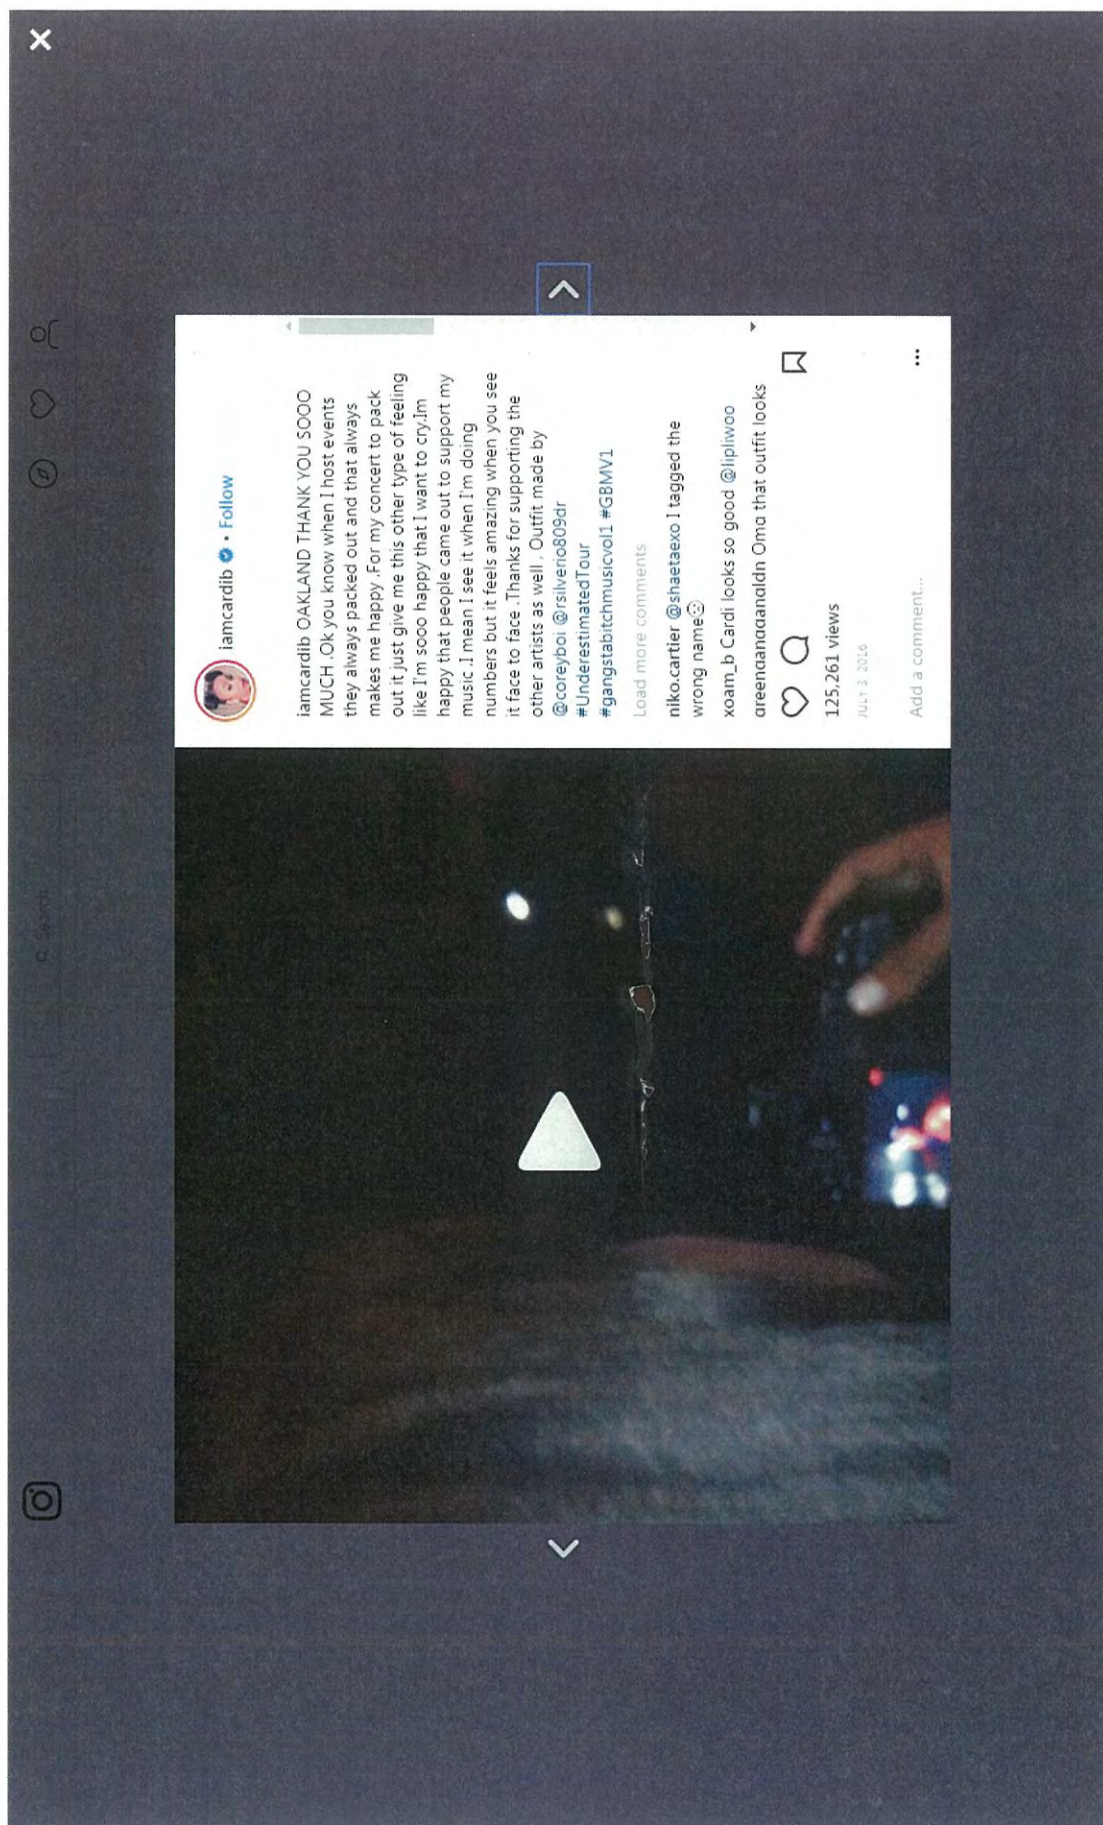 Search
iamcardib • Follow
iamcardib OAKLAND THANK YOU SOOO
MUCH .Ok you know when I host events
they always packed out and that always
makes me happy .For my concert to pack
out it just give me this other type of feeling
like I'm sooo happy that I want to cry.Im
happy that people came out to support my
music .I mean I see it when I'm doing
numbers but it feels amazing when you see
it face to face .Thanks for supporting the
other artists as well , Outfit made by
@coreyboi @rsilverio809dr
#UnderestimatedTour
#gangstabitchmusicvol1 #GBMV1
Load more comments
niko.cartier @shaetaexo I tagged the
wrong name
xoam_b Cardi looks so good @lipliwoo
Omg that outfit looks
125,261 views
JULY 3 2016
Add a comment...